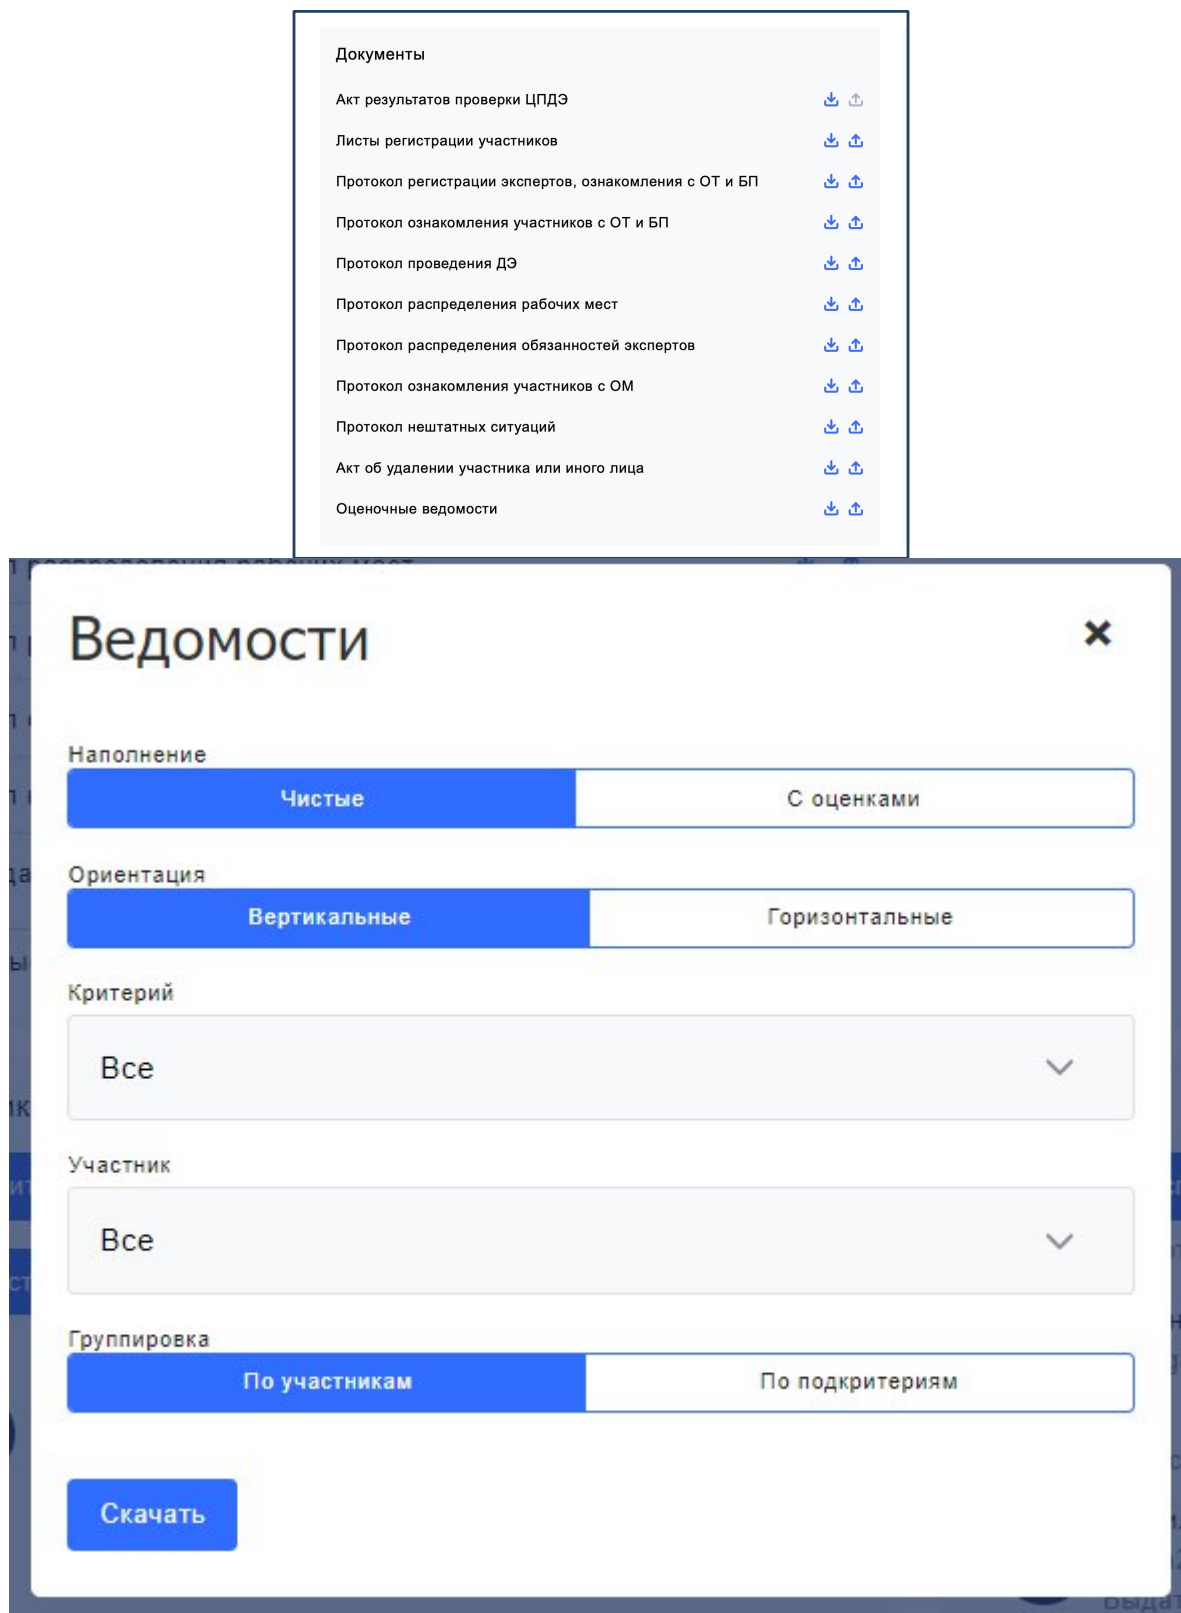 Документы
Акт результатов проверки ЦПДЭ
Листы регистрации участников
Протокол регистрации экспертов, ознакомления с ОТ и БП
Протокол ознакомления участников с ОТ и БП
Протокол проведения ДЭ
Протокол распределения рабочих мест
Протокол распределения обязанностей экспертов
Протокол ознакомления участников с ОМ
Протокол нештатных ситуаций
Акт об удалении участника или иного лица
Оценочные ведомости
распределения рабочих мест
Ведомости
Наполнение
Чистые С оценками
Ориентация
Вертикальные Горизонтальные
Критерий
Все
Участник
Все
Группировка
По участникам По подкритериям
Скачать